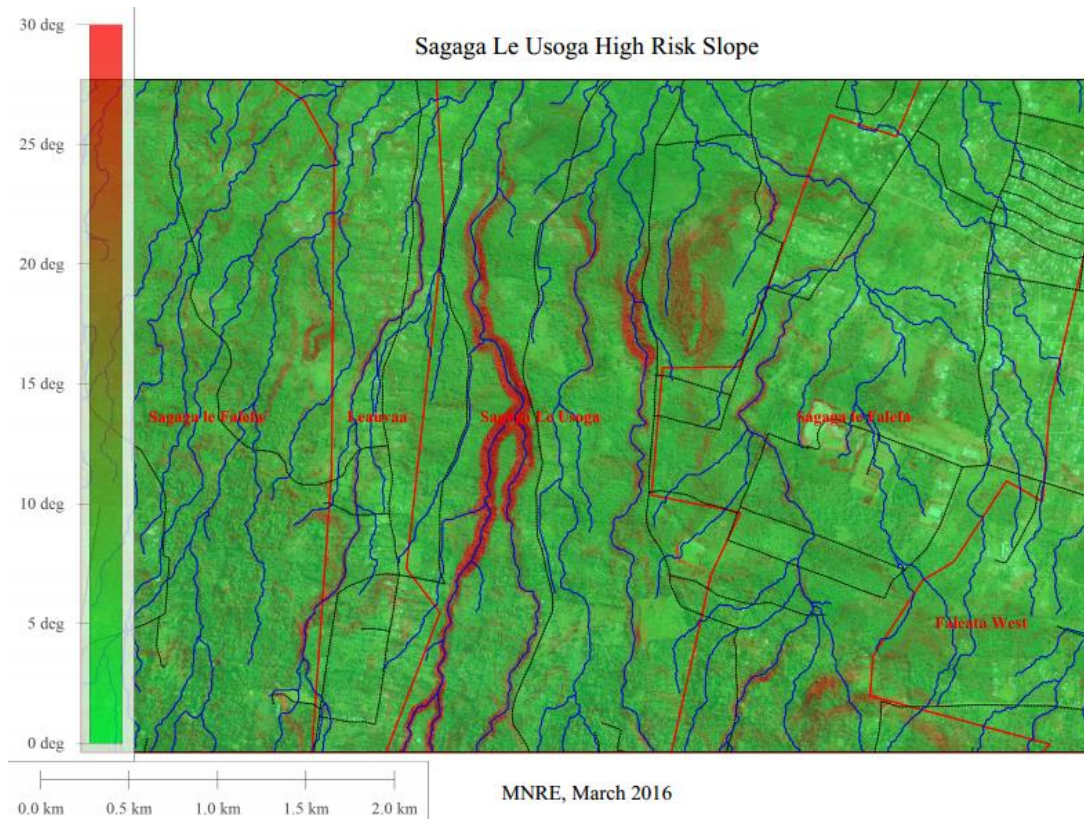 30 deg
Sagaga Le Usoga High Risk Slope
25 deg
20 deg
15 deg
Sagaga le Falefa
Leauvaa
Sagaga Le Usoga
Sagaga le Falefa
10 deg
5 deg
Faleata West
0 deg
0.0 km
0.5 km
1.0 km
1.5 km
2.0 km
MNRE, March 2016